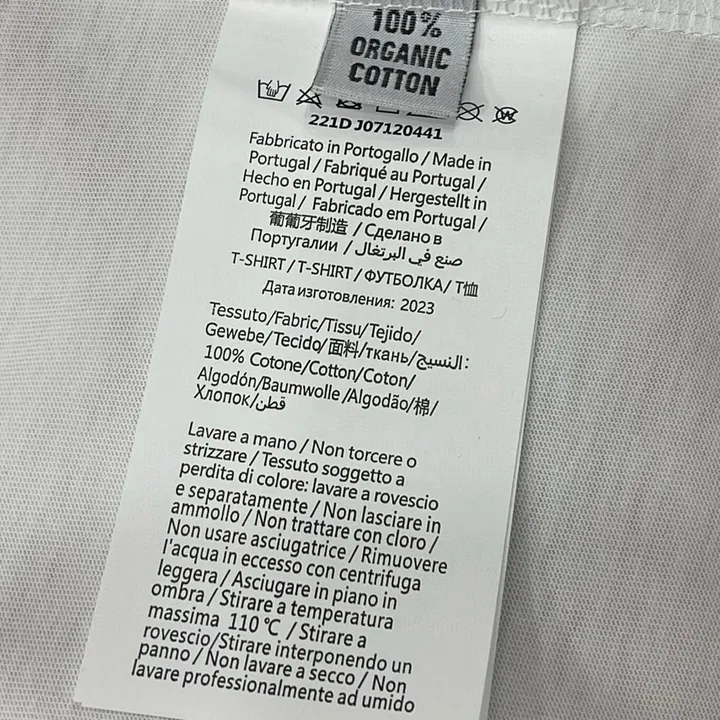 100%
ORGANIC
COTTON
221D J07120441
Fabbricato in Portogallo / Made in
Portugal / Fabriqué au Portugal /
Hecho en Portugal / Hergestellt in
Portugal / Fabricado em Portugal /
葡萄牙制造 / Сделано в
Португалии / صنع في البرتغال
T-SHIRT / T-SHIRT / ФУТБОЛКА / T恤
Дата изготовления: 2023
Tessuto/Fabric/Tissu/Tejido/
Gewebe/Tecido/面料/ткань/النسيج:
100% Cotone/Cotton/Coton/
Algodón/Baumwolle/Algodão/棉/
Хлопок/قطن
Lavare a mano / Non torcere o
strizzare / Tessuto soggetto a
perdita di colore: lavare a rovescio
e separatamente / Non lasciare in
ammollo / Non trattare con cloro /
Non usare asciugatrice / Rimuovere
l'acqua in eccesso con centrifuga
leggera / Asciugare in piano in
ombra / Stirare a temperatura
massima 110 °C / Stirare a
rovescio/Stirare interponendo un
panno / Non lavare a secco / Non
lavare professionalmente ad umido